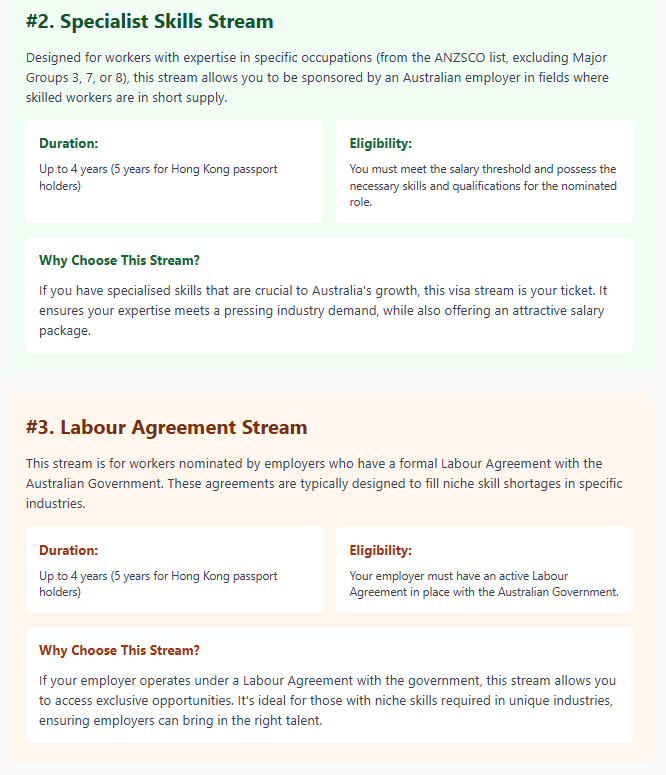 #2. Specialist Skills Stream
Designed for workers with expertise in specific occupations (from the ANZSCO list, excluding Major
Groups 3, 7, or 8), this stream allows you to be sponsored by an Australian employer in fields where
skilled workers are in short supply.
Duration:
Up to 4 years (5 years for Hong Kong passport
holders)
Eligibility:
You must meet the salary threshold and possess the
necessary skills and qualifications for the nominated
role.
Why Choose This Stream?
If you have specialised skills that are crucial to Australia's growth, this visa stream is your ticket. It
ensures your expertise meets a pressing industry demand, while also offering an attractive salary
package.
#3. Labour Agreement Stream
This stream is for workers nominated by employers who have a formal Labour Agreement with the
Australian Government. These agreements are typically designed to fill niche skill shortages in specific
industries.
Duration:
Up to 4 years (5 years for Hong Kong passport
holders)
Eligibility:
Your employer must have an active Labour
Agreement in place with the Australian Government.
Why Choose This Stream?
If your employer operates under a Labour Agreement with the government, this stream allows you
to access exclusive opportunities. It's ideal for those with niche skills required in unique industries,
ensuring employers can bring in the right talent.